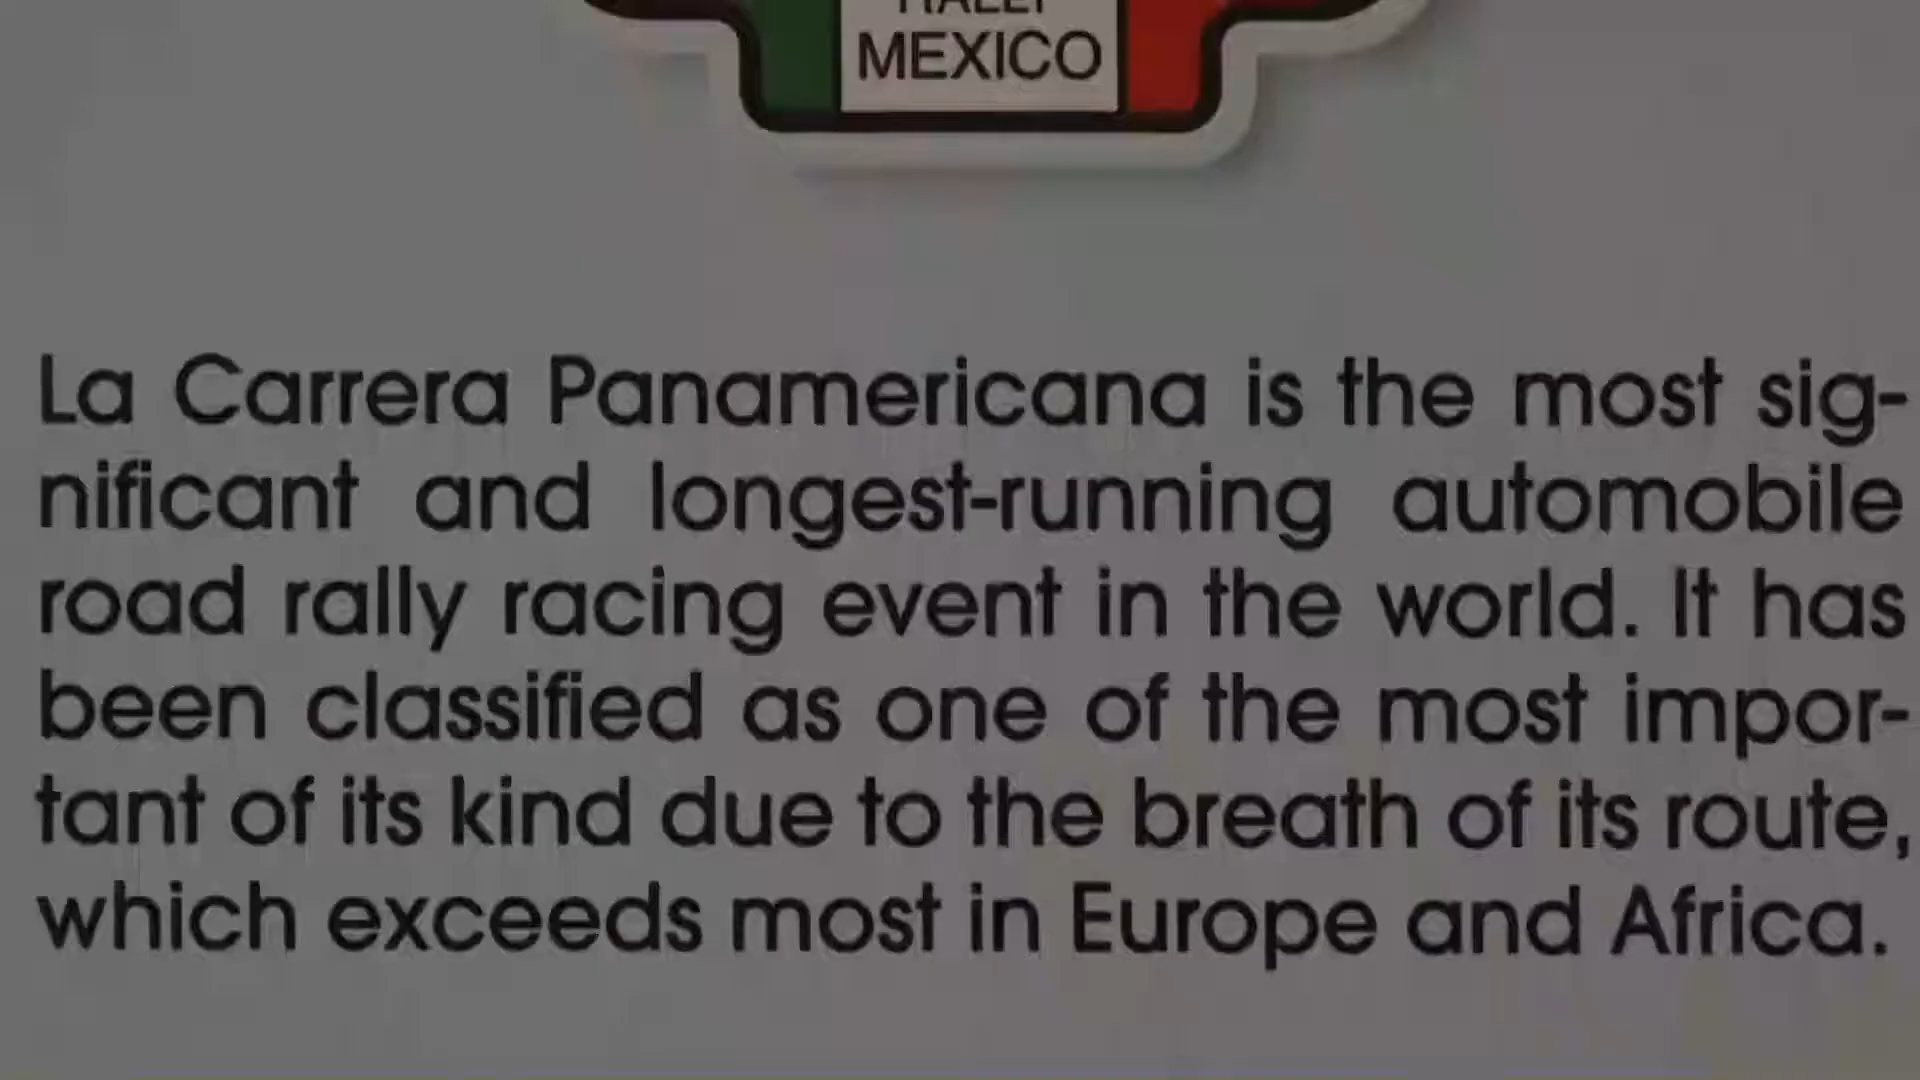 MEXICO
La Carrera Panamericana is the most sig-
nificant and longest-running automobile
road rally racing event in the world. It has
been classified as one of the most impor-
tant of its kind due to the breath of its route,
which exceeds most in Europe and Africa.